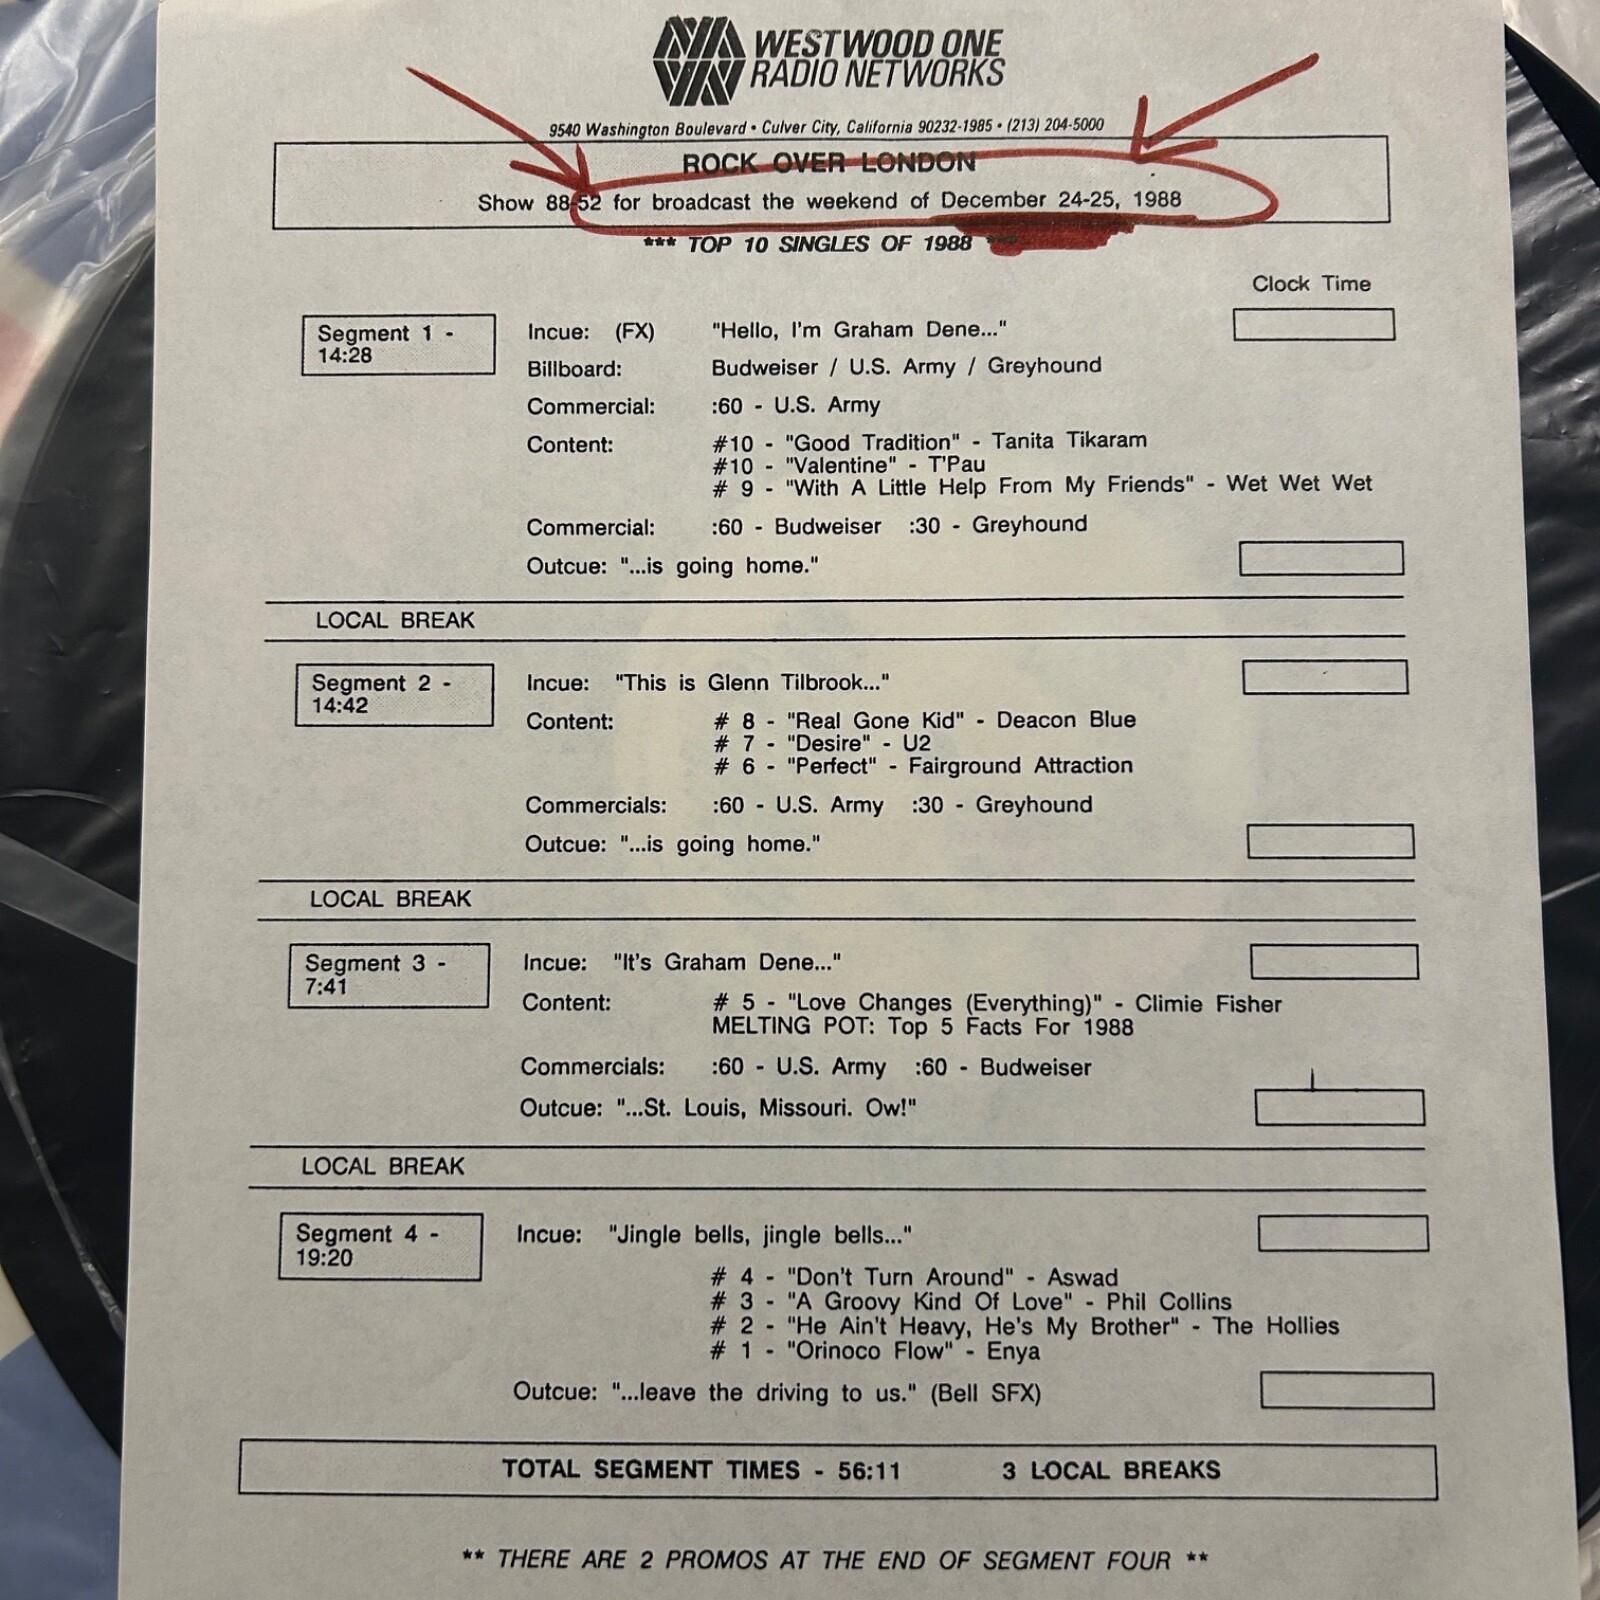 WESTWOOD ONE
RADIO NETWORKS
9540 Washington Boulevard • Culver City, California 90232-1985 • (213) 204-5000
ROCK OVER LONDON
Show 88-52 for broadcast the weekend of December 24-25, 1988
*** TOP 10 SINGLES OF 1988 ***
Clock Time
Segment 1 -
14:28
Incue: (FX) "Hello, I'm Graham Dene..."
Billboard: Budweiser / U.S. Army / Greyhound
Commercial: :60 - U.S. Army
Content: #10 - "Good Tradition" - Tanita Tikaram
#10 - "Valentine" - T'Pau
# 9 - "With A Little Help From My Friends" - Wet Wet Wet
Commercial: :60 - Budweiser :30 - Greyhound
Outcue: "...is going home."
LOCAL BREAK
Segment 2 -
14:42
Incue: "This is Glenn Tilbrook..."
Content: # 8 - "Real Gone Kid" - Deacon Blue
# 7 - "Desire" - U2
# 6 - "Perfect" - Fairground Attraction
Commercials: :60 - U.S. Army :30 - Greyhound
Outcue: "...is going home."
LOCAL BREAK
Segment 3 -
7:41
Incue: "It's Graham Dene..."
Content: # 5 - "Love Changes (Everything)" - Climie Fisher
MELTING POT: Top 5 Facts For 1988
Commercials: :60 - U.S. Army :60 - Budweiser
Outcue: "...St. Louis, Missouri. Ow!"
LOCAL BREAK
Segment 4 -
19:20
Incue: "Jingle bells, jingle bells..."
# 4 - "Don't Turn Around" - Aswad
# 3 - "A Groovy Kind Of Love" - Phil Collins
# 2 - "He Ain't Heavy, He's My Brother" - The Hollies
# 1 - "Orinoco Flow" - Enya
Outcue: "...leave the driving to us." (Bell SFX)
TOTAL SEGMENT TIMES - 56:11 3 LOCAL BREAKS
** THERE ARE 2 PROMOS AT THE END OF SEGMENT FOUR **